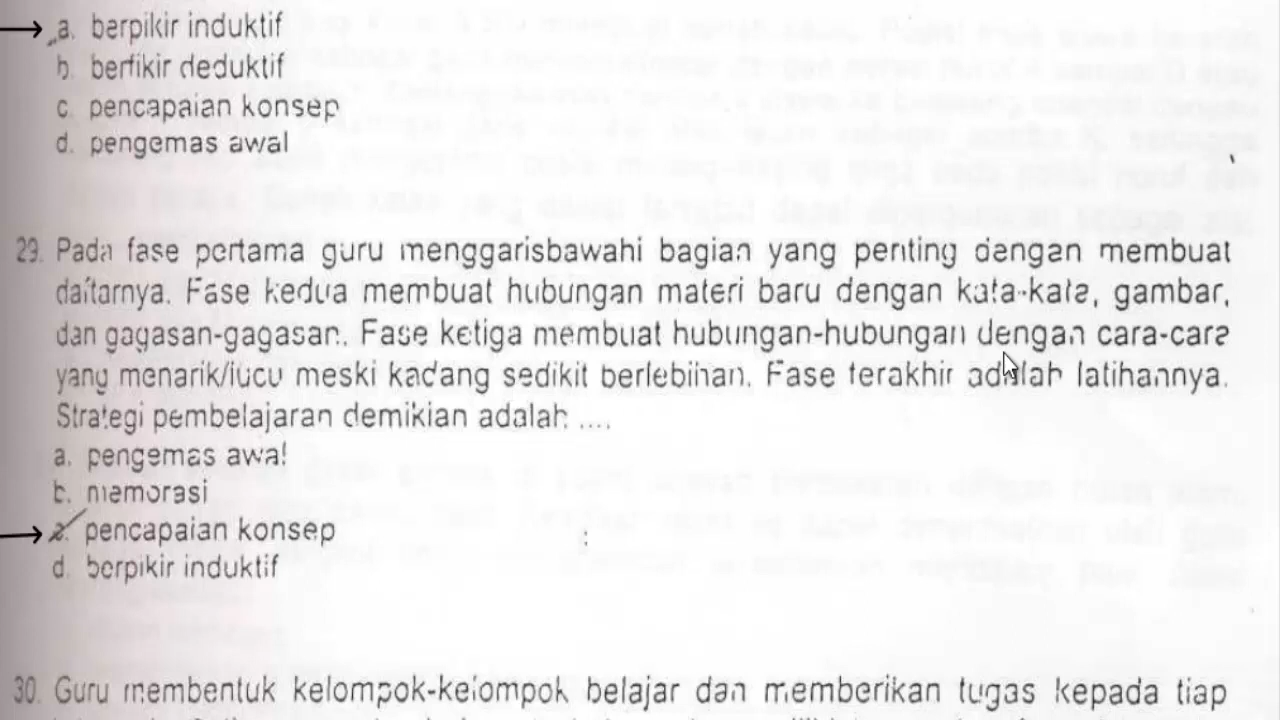 a. berpikir induktif
b. berfikir deduktif
c. pencapaian konsep
d. pengemas awal
29. Pada fase pertama guru menggarisbawahi bagian yang penting dengan membuat
daftarnya. Fase kedua membuat hubungan materi baru dengan kata-kata, gambar,
dan gagasan-gagasan. Fase ketiga membuat hubungan-hubungan dengan cara-cara
yang menarik/lucu meski kadang sedikit berlebihan. Fase terakhir adalah latihannya.
Strategi pembelajaran demikian adalah ....
a. pengemas awal
b. memorasi
c. pencapaian konsep
d. berpikir induktif
30. Guru membentuk kelompok-kelompok belajar dan memberikan tugas kepada tiap